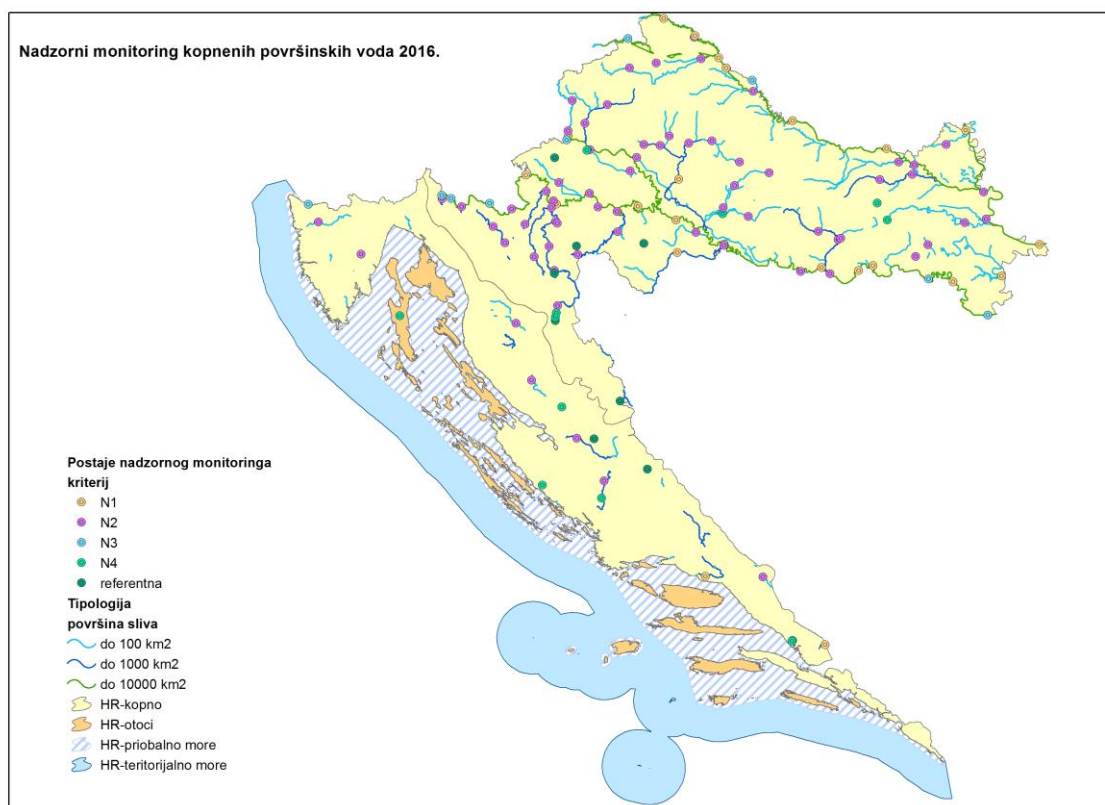 Nadzorni monitoring kopnenih površinskih voda 2016.
Postaje nadzornog monitoringa
kriterij
N1
N2
N3
N4
referentna
Tipologija
površina sliva
do 100 km2
do 1000 km2
do 10000 km2
HR-kopno
HR-otoci
HR-priobalno more
HR-teritorijalno more